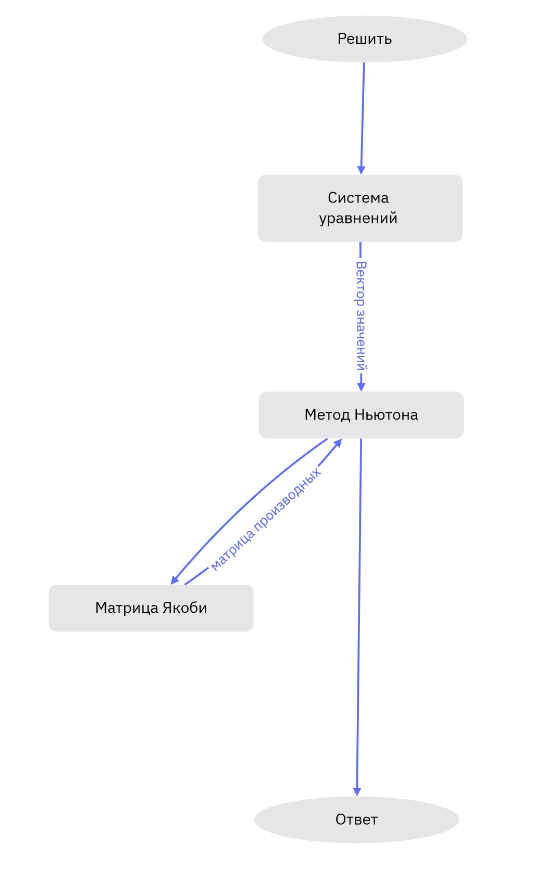 Решить
Система
уравнений
Вектор значений
Метод Ньютона
матрица производных
Матрица Якоби
Ответ